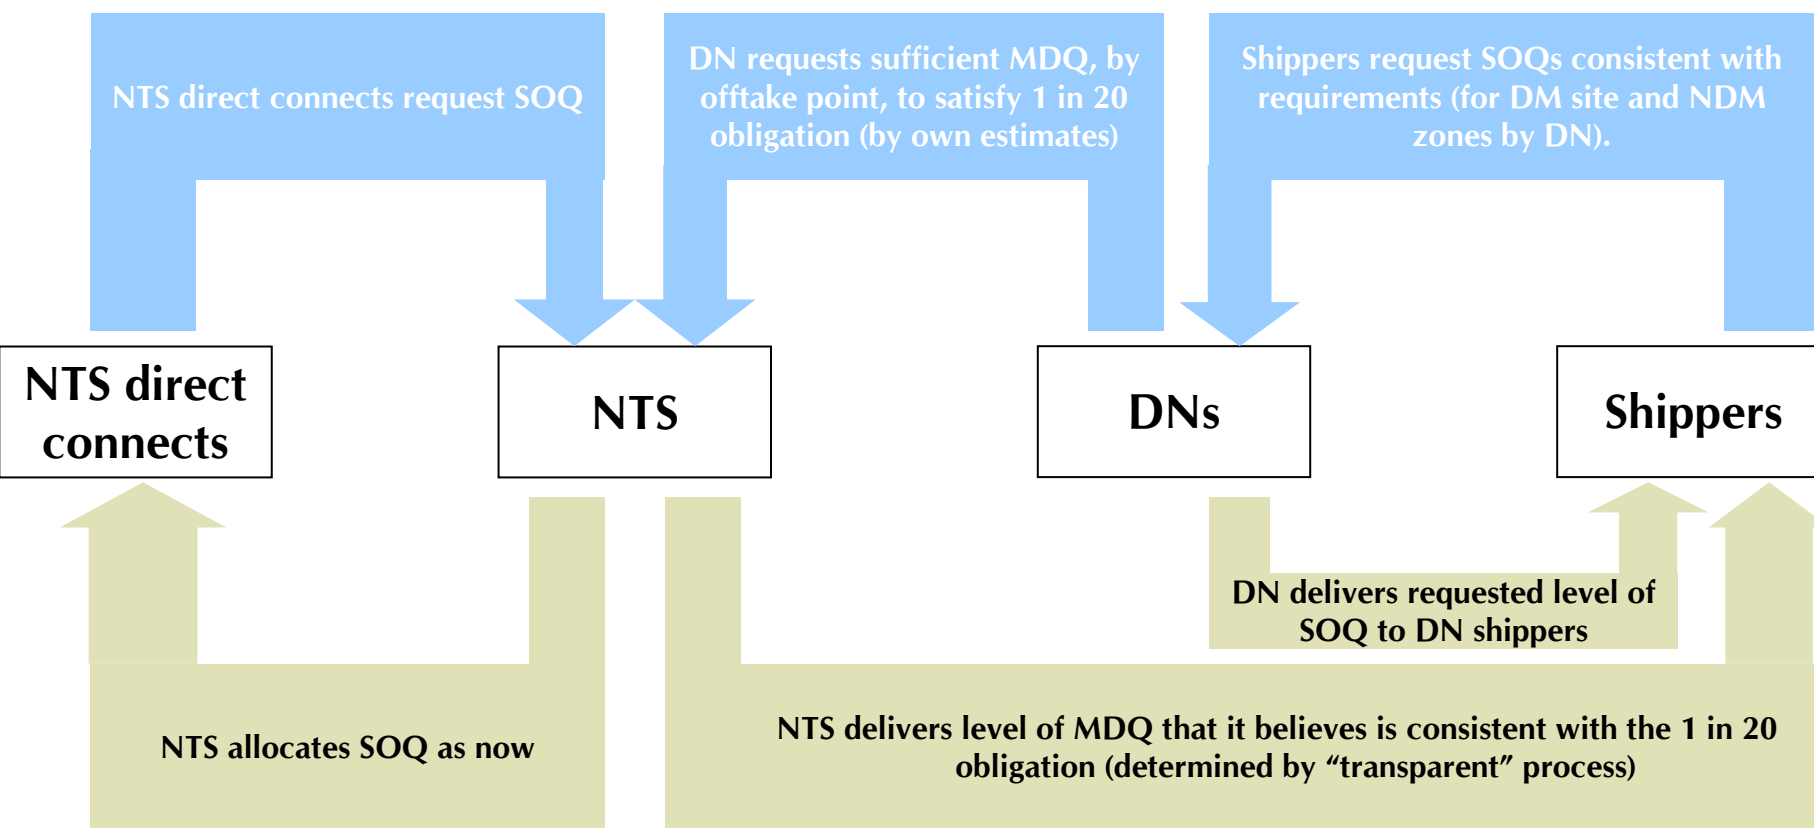 NTS direct connects request SOQ
DN requests sufficient MDQ, by
offtake point, to satisfy 1 in 20
obligation (by own estimates)
Shippers request SOQs consistent with
requirements (for DM site and NDM
zones by DN).
NTS direct
connects
NTS
DNs
Shippers
DN delivers requested level of
SOQ to DN shippers
NTS allocates SOQ as now
NTS delivers level of MDQ that it believes is consistent with the 1 in 20
obligation (determined by “transparent” process)